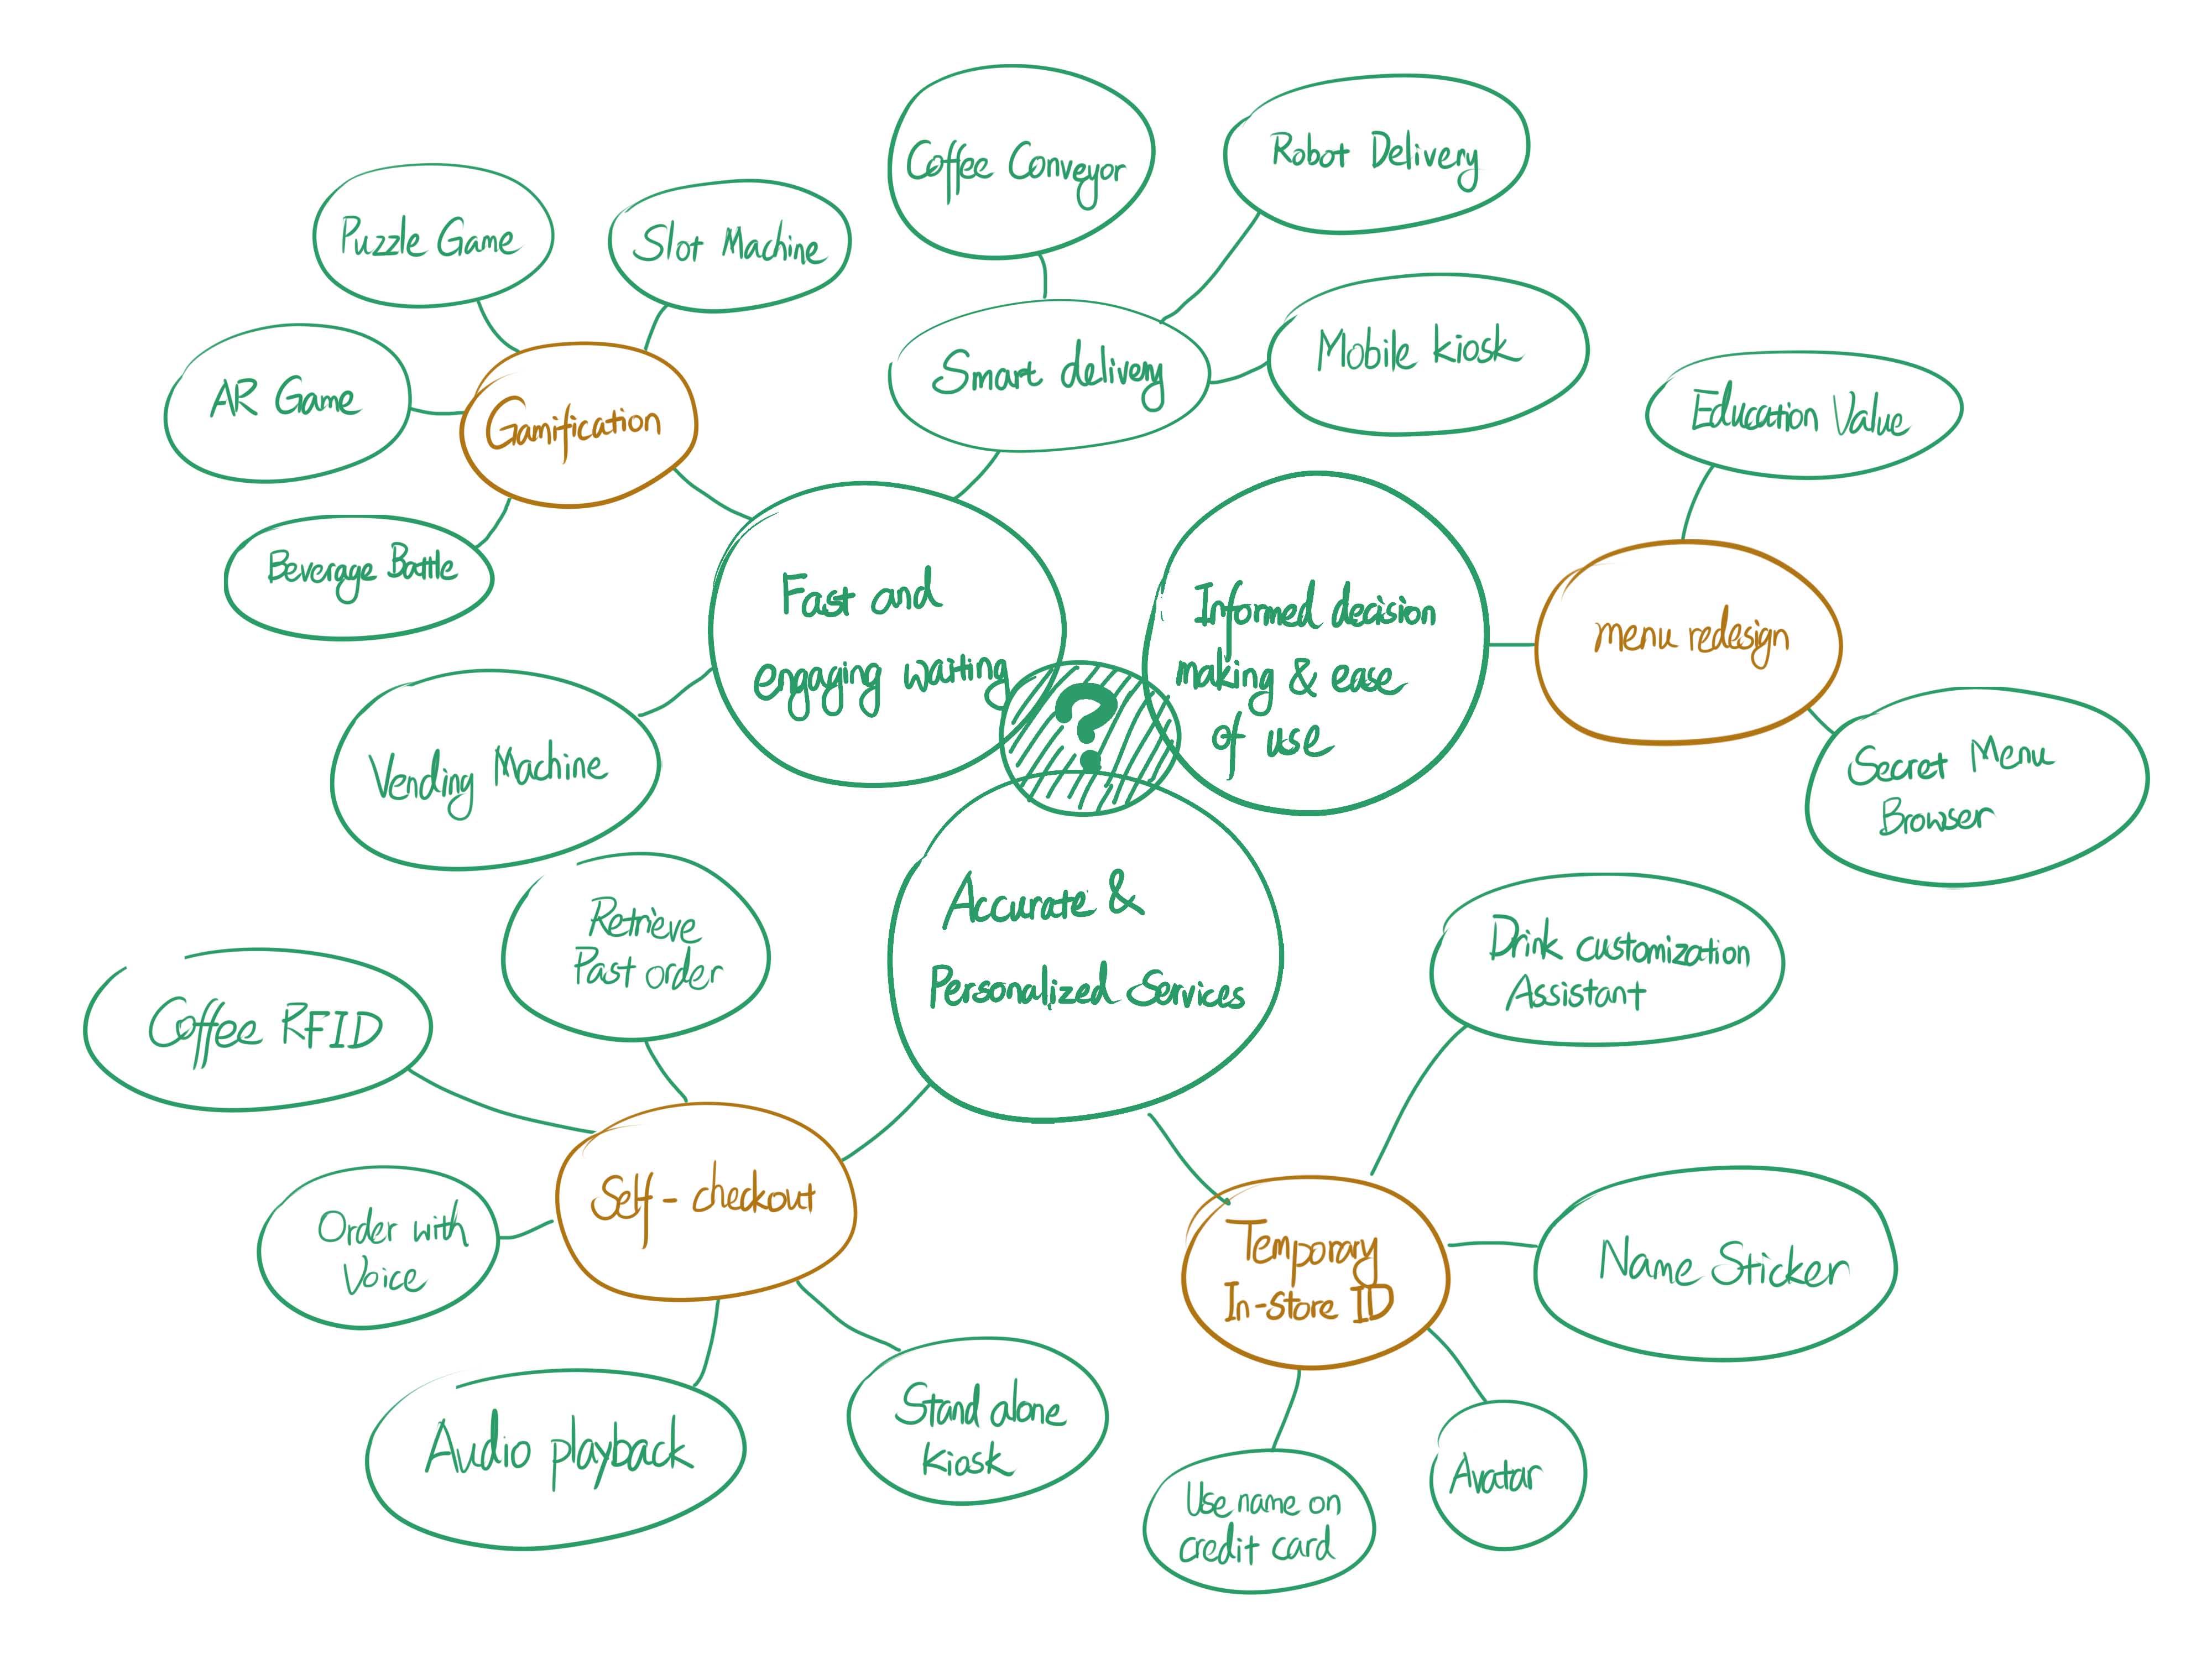 Coffee Conveyor
Robot Delivery
Puzzle Game
Slot Machine
Smart delivery
Mobile kiosk
AR Game
Gamification
Education Value
Beverage Battle
Fast and
engaging waiting
Informed decision
making & ease
of use
?
menu redesign
Vending Machine
Secret Menu
Browser
Retrieve
Past order
Accurate &
Personalized Services
Drink customization
Assistant
Coffee RFID
Self-checkout
Order with
Voice
Temporary
In-store ID
Name Sticker
Audio playback
Stand alone
kiosk
Use name on
credit card
Avatar